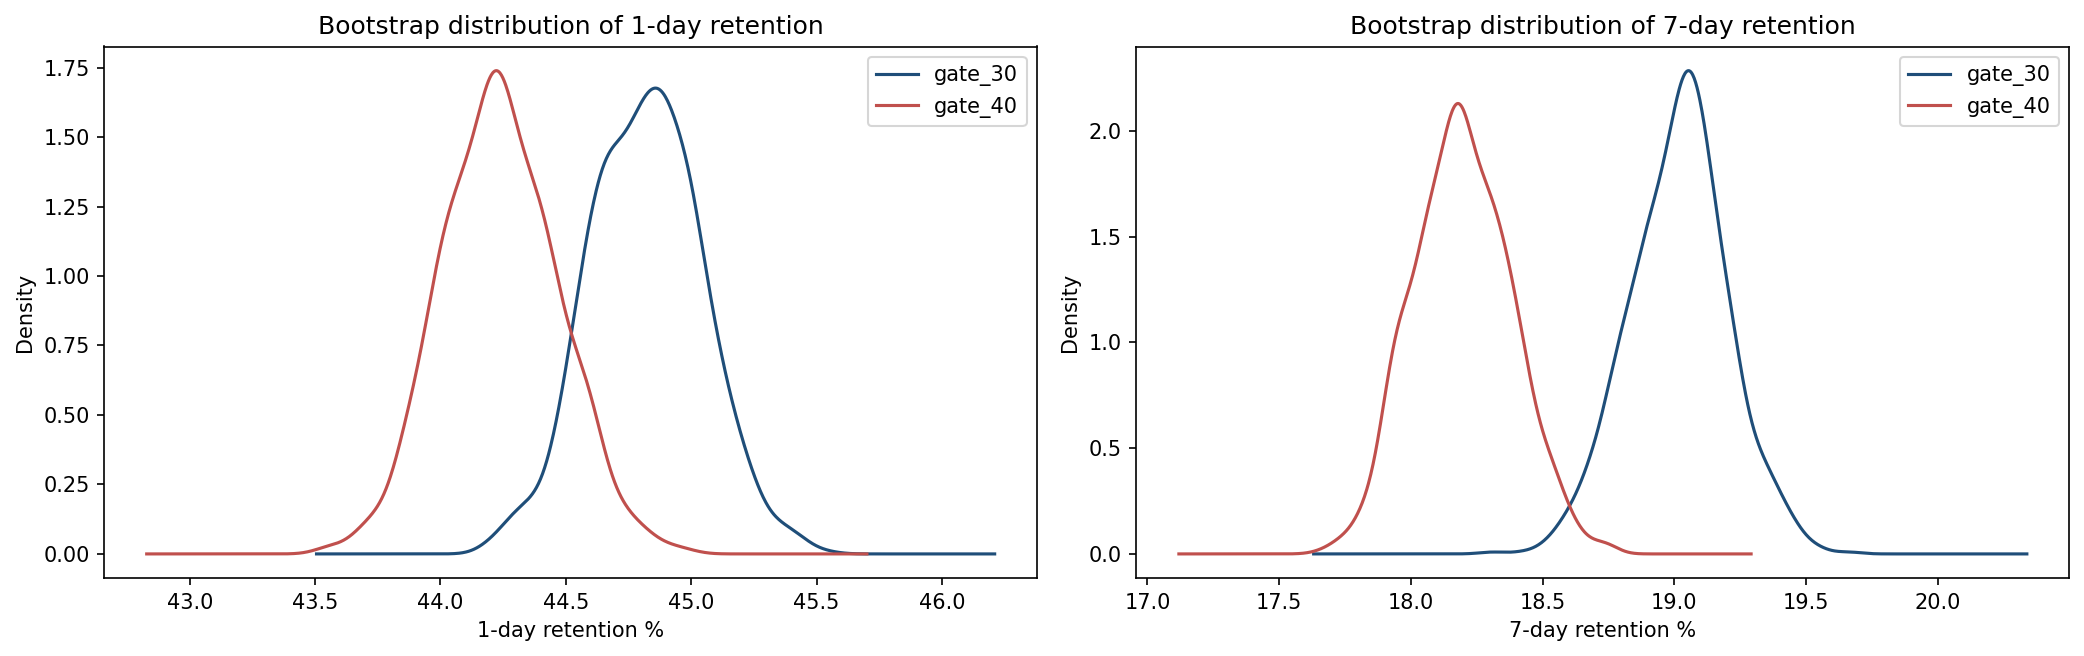 Bootstrap distribution of 1-day retention
gate_30
gate_40
Density
1.75
1.50
1.25
1.00
0.75
0.50
0.25
0.00
43.0 43.5 44.0 44.5 45.0 45.5 46.0
1-day retention %
Bootstrap distribution of 7-day retention
gate_30
gate_40
Density
2.0
1.5
1.0
0.5
0.0
17.0 17.5 18.0 18.5 19.0 19.5 20.0
7-day retention %